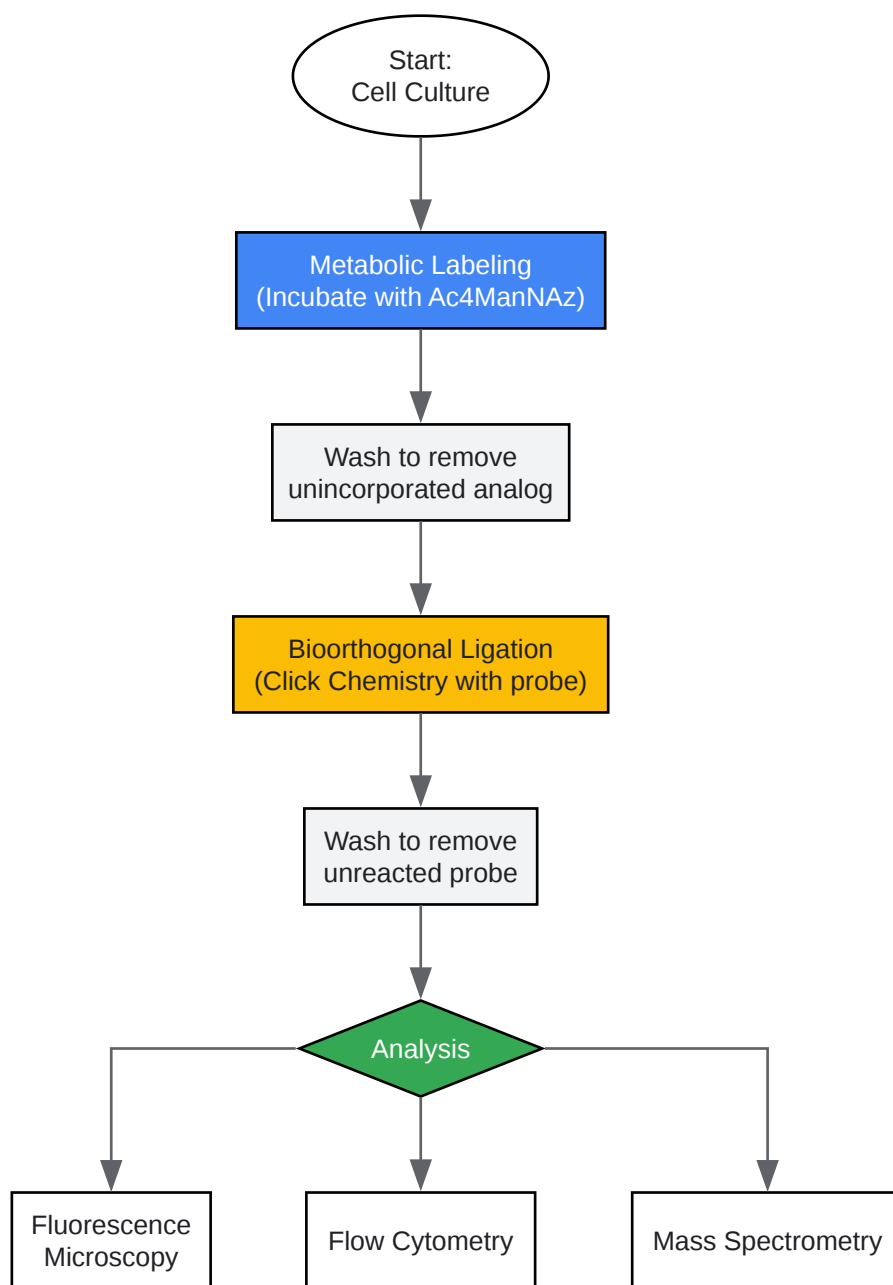 Start:
Cell Culture
Metabolic Labeling
(Incubate with Ac4ManNAz)
Wash to remove
unincorporated analog
Bioorthogonal Ligation
(Click Chemistry with probe)
Wash to remove
unreacted probe
Analysis
Fluorescence
Microscopy
Flow Cytometry
Mass Spectrometry